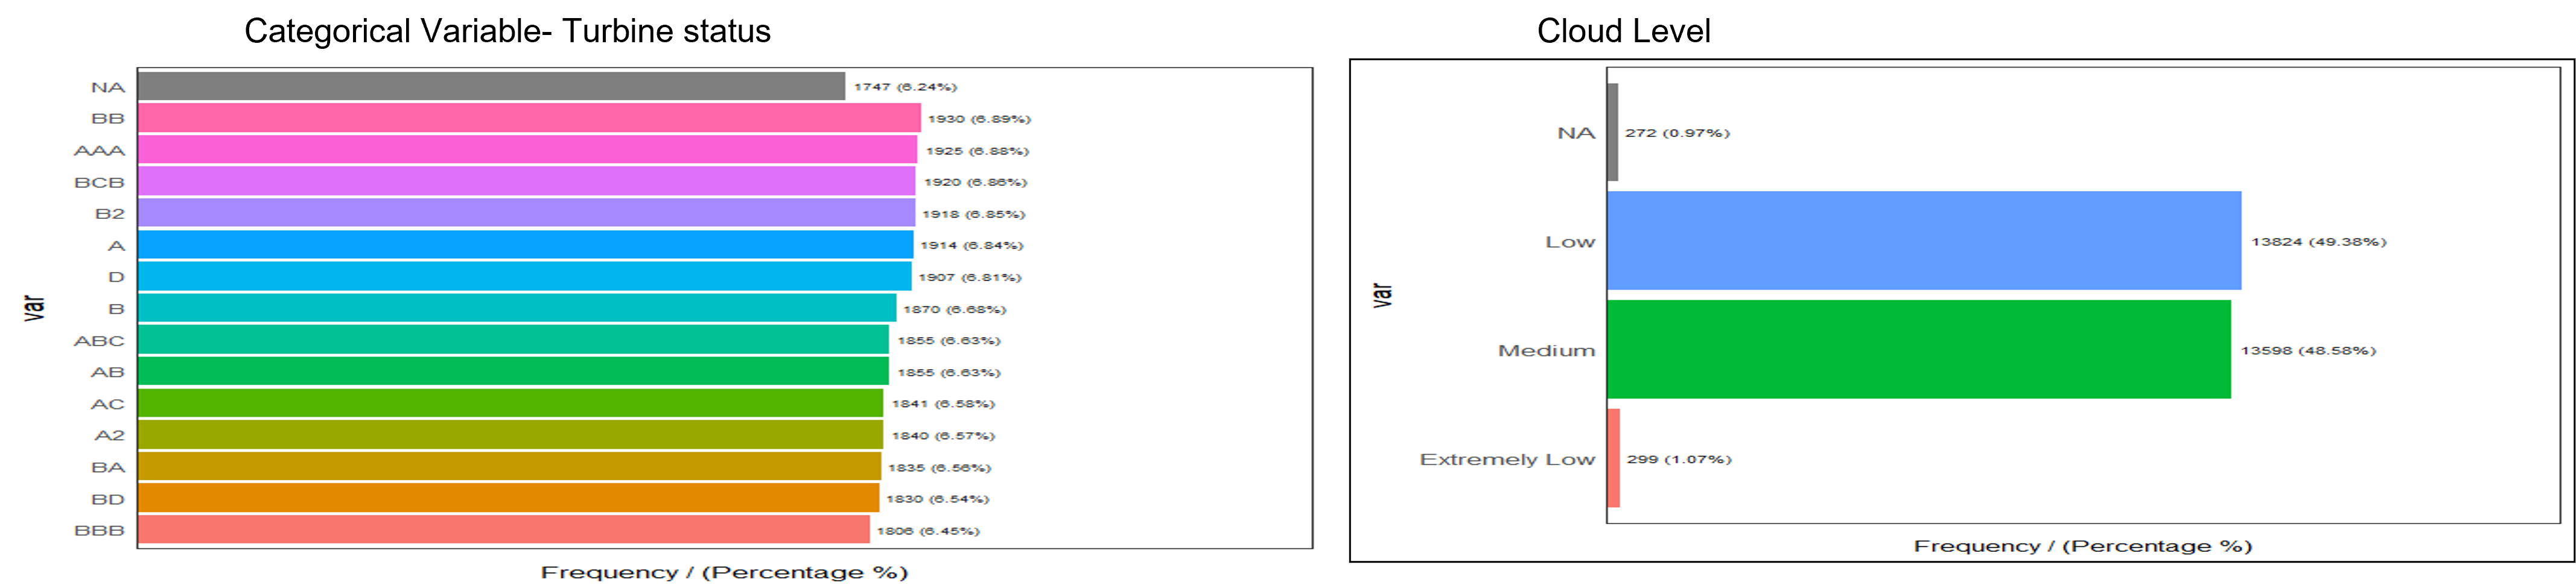 Categorical Variable- Turbine status
NA 1747 (6.24%)
BB 1930 (6.89%)
AAA 1925 (6.88%)
BCB 1920 (6.86%)
B2 1918 (6.85%)
A 1914 (6.84%)
D 1907 (6.81%)
B 1870 (6.68%)
ABC 1855 (6.63%)
AB 1855 (6.63%)
AC 1841 (6.58%)
A2 1840 (6.57%)
BA 1835 (6.56%)
BD 1830 (6.54%)
BBB 1806 (6.45%)
var
Frequency / (Percentage %)
Cloud Level
NA 272 (0.97%)
Low 13824 (49.38%)
Medium 13598 (48.58%)
Extremely Low 299 (1.07%)
var
Frequency / (Percentage %)